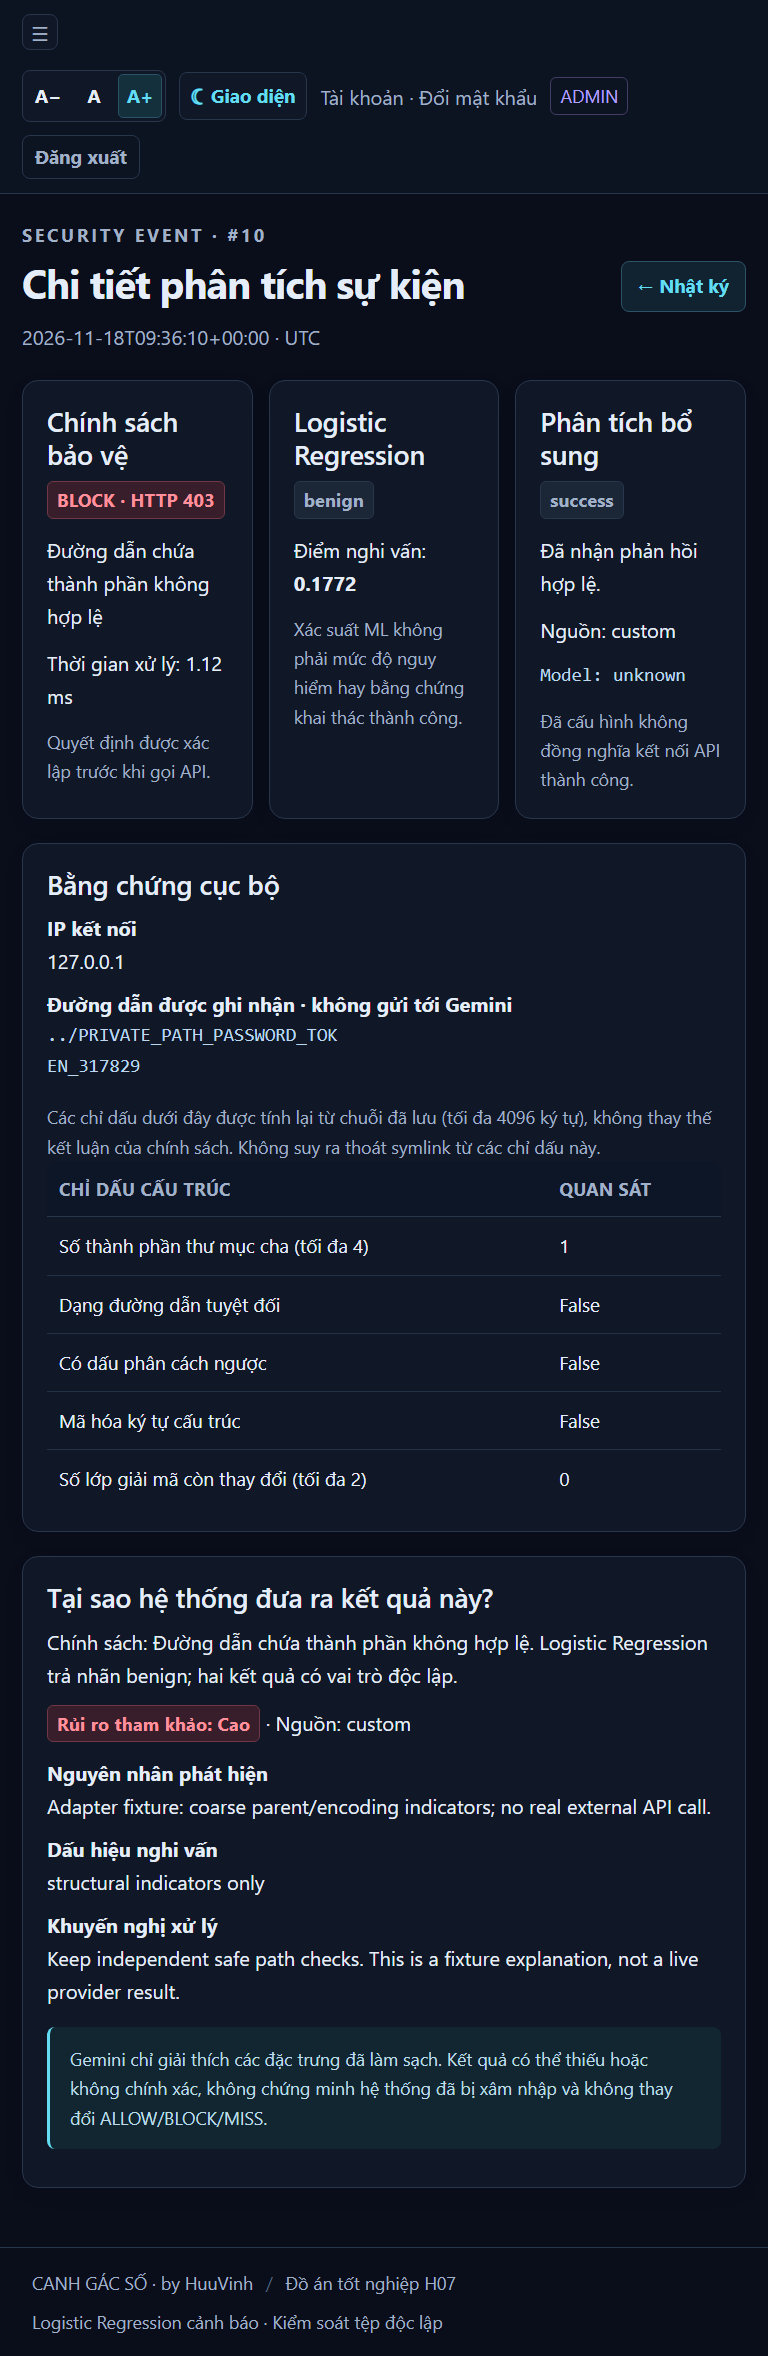 ☰
A− A A+ ☾ Giao diện Tài khoản · Đổi mật khẩu ADMIN
Đăng xuất
SECURITY EVENT · #10
Chi tiết phân tích sự kiện
← Nhật ký
2026-11-18T09:36:10+00:00 · UTC
Chính sách
bảo vệ
BLOCK · HTTP 403
Đường dẫn chứa
thành phần không
hợp lệ
Thời gian xử lý: 1.12
ms
Quyết định được xác
lập trước khi gọi API.
Logistic
Regression
benign
Điểm nghi vấn:
0.1772
Xác suất ML không
phải mức độ nguy
hiểm hay bằng chứng
khai thác thành công.
Phân tích bổ
sung
success
Đã nhận phản hồi
hợp lệ.
Nguồn: custom
Model: unknown
Đã cấu hình không
đồng nghĩa kết nối API
thành công.
Bằng chứng cục bộ
IP kết nối
127.0.0.1
Đường dẫn được ghi nhận · không gửi tới Gemini
../PRIVATE_PATH_PASSWORD_TOK
EN_317829
Các chỉ dấu dưới đây được tính lại từ chuỗi đã lưu (tối đa 4096 ký tự), không thay thế
kết luận của chính sách. Không suy ra thoát symlink từ các chỉ dấu này.
CHỈ DẤU CẤU TRÚC QUAN SÁT
Số thành phần thư mục cha (tối đa 4) 1
Dạng đường dẫn tuyệt đối False
Có dấu phân cách ngược False
Mã hóa ký tự cấu trúc False
Số lớp giải mã còn thay đổi (tối đa 2) 0
Tại sao hệ thống đưa ra kết quả này?
Chính sách: Đường dẫn chứa thành phần không hợp lệ. Logistic Regression
trả nhãn benign; hai kết quả có vai trò độc lập.
Rủi ro tham khảo: Cao · Nguồn: custom
Nguyên nhân phát hiện
Adapter fixture: coarse parent/encoding indicators; no real external API call.
Dấu hiệu nghi vấn
structural indicators only
Khuyến nghị xử lý
Keep independent safe path checks. This is a fixture explanation, not a live
provider result.
Gemini chỉ giải thích các đặc trưng đã làm sạch. Kết quả có thể thiếu hoặc
không chính xác, không chứng minh hệ thống đã bị xâm nhập và không thay
đổi ALLOW/BLOCK/MISS.
CANH GÁC SỐ · by HuuVinh / Đồ án tốt nghiệp H07
Logistic Regression cảnh báo · Kiểm soát tệp độc lập